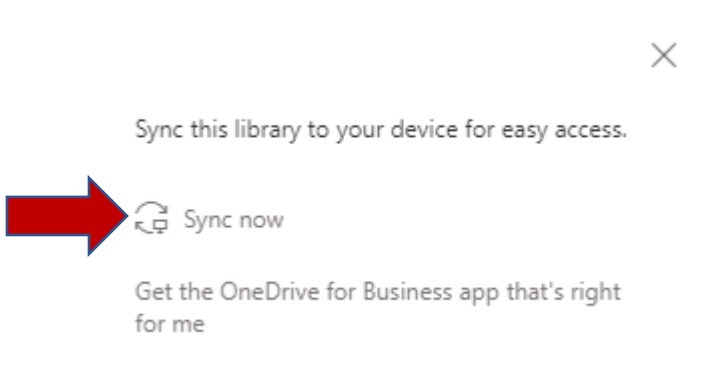 Sync this library to your device for easy access.
Sync now
Get the OneDrive for Business app that's right
for me